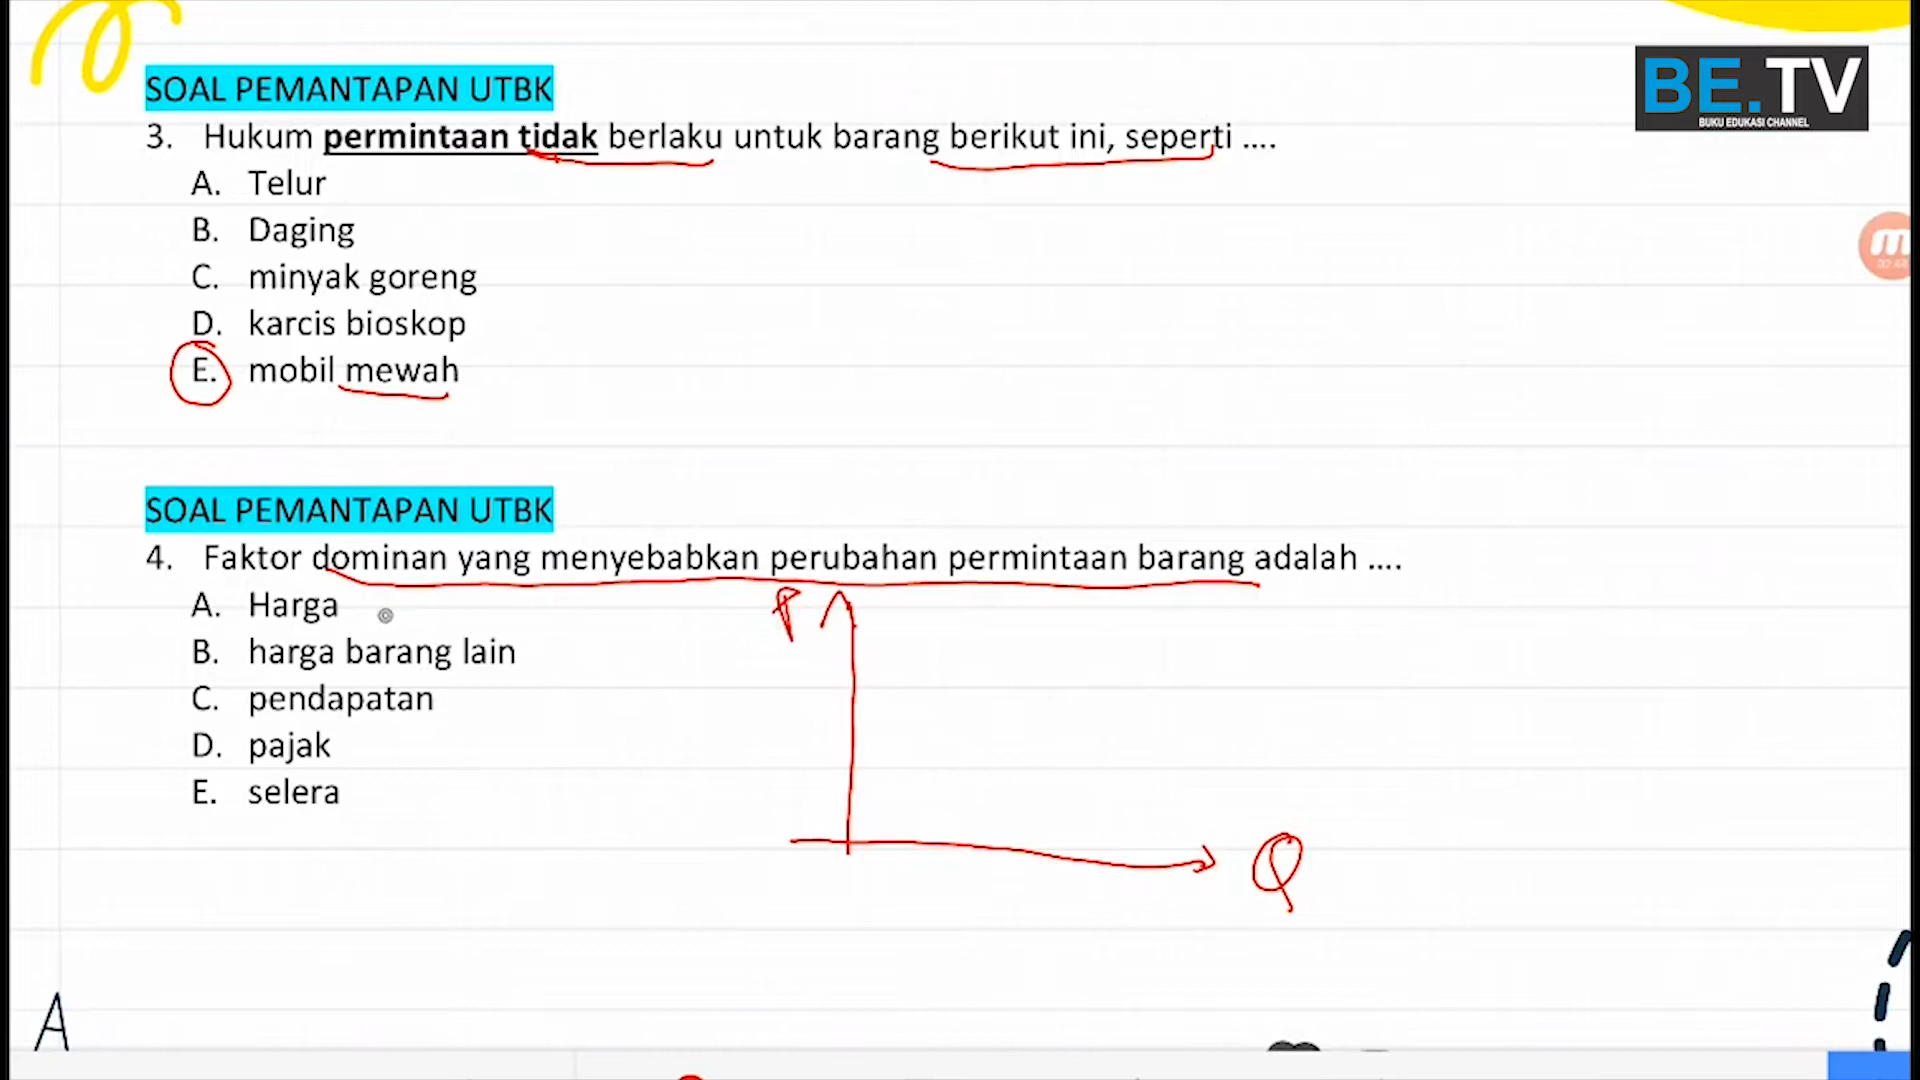 BE.TV
BUKU EDUKASI CHANNEL
SOAL PEMANTAPAN UTBK
3. Hukum permintaan tidak berlaku untuk barang berikut ini, seperti ....
A. Telur
B. Daging
C. minyak goreng
D. karcis bioskop
E. mobil mewah
SOAL PEMANTAPAN UTBK
4. Faktor dominan yang menyebabkan perubahan permintaan barang adalah ....
A. Harga
B. harga barang lain
C. pendapatan
D. pajak
E. selera
P
Q
A